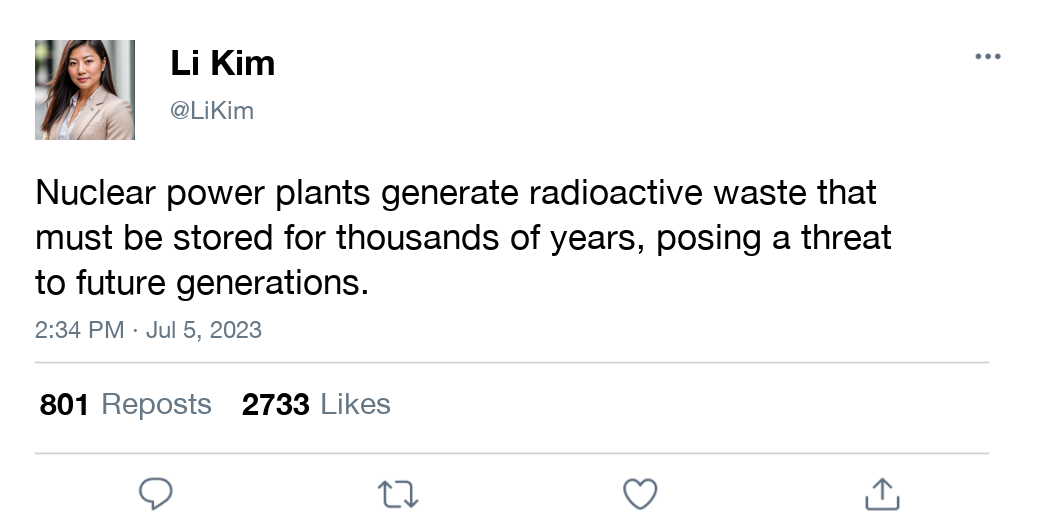 Li Kim
@LiKim
Nuclear power plants generate radioactive waste that
must be stored for thousands of years, posing a threat
to future generations.
2:34 PM · Jul 5, 2023
801 Reposts 2733 Likes